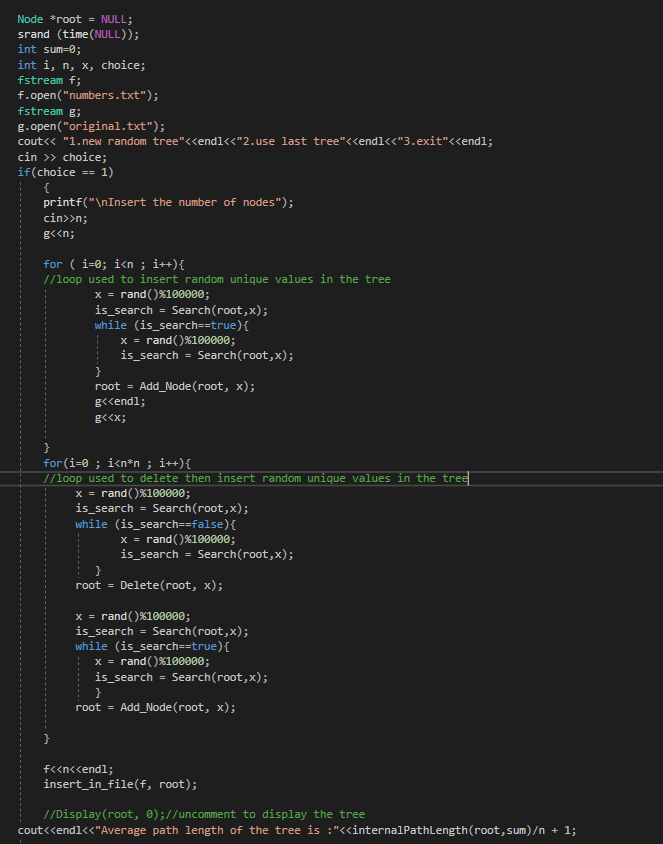 Node *root = NULL;
srand (time(NULL));
int sum=0;
int i, n, x, choice;
fstream f;
f.open("numbers.txt");
fstream g;
g.open("original.txt");
cout<< "1.new random tree"<<endl<<"2.use last tree"<<endl<<"3.exit"<<endl;
cin >> choice;
if(choice == 1)
{
printf("\nInsert the number of nodes");
cin>>n;
g<<n;
for ( i=0; i<n ; i++){
//loop used to insert random unique values in the tree
x = rand()%100000;
is_search = Search(root,x);
while (is_search==true){
x = rand()%100000;
is_search = Search(root,x);
}
root = Add_Node(root, x);
g<<endl;
g<<x;
}
for(i=0 ; i<n*n ; i++){
//loop used to delete then insert random unique values in the tree
x = rand()%100000;
is_search = Search(root,x);
while (is_search==false){
x = rand()%100000;
is_search = Search(root,x);
}
root = Delete(root, x);
x = rand()%100000;
is_search = Search(root,x);
while (is_search==true){
x = rand()%100000;
is_search = Search(root,x);
}
root = Add_Node(root, x);
}
f<<n<<endl;
insert_in_file(f, root);
//Display(root, 0);//uncomment to display the tree
cout<<endl<<"Average path length of the tree is :"<<internalPathLength(root,sum)/n + 1;